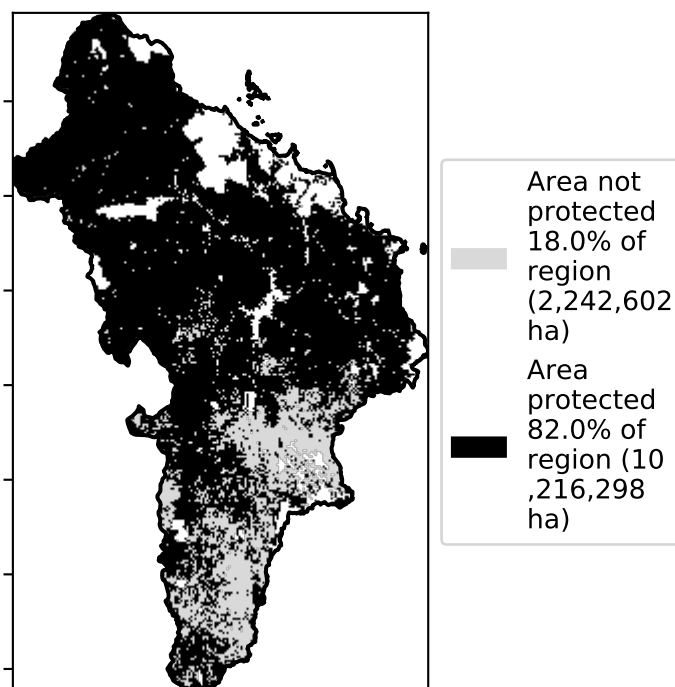 Area not
protected
18.0% of
region
(2,242,602
ha)
Area
protected
82.0% of
region (10
,216,298
ha)